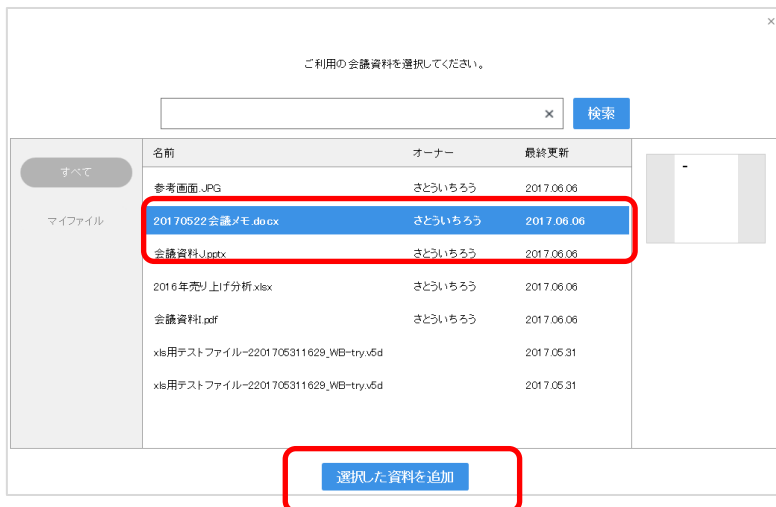 ×
ご利用の会議資料を選択してください。
× 検索
すべて
マイファイル
名前 オーナー 最終更新
参考画面.JPG さとういちろう 2017.06.06
20170522会議メモ.docx さとういちろう 2017.06.06
会議資料J.pptx さとういちろう 2017.06.06
2016年売り上げ分析.xlsx さとういちろう 2017.06.06
会議資料I.pdf さとういちろう 2017.06.06
xls用テストファイル-2201705311629_WB-try.v5d 2017.05.31
xls用テストファイル-2201705311629_WB-try.v5d 2017.05.31
選択した資料を追加